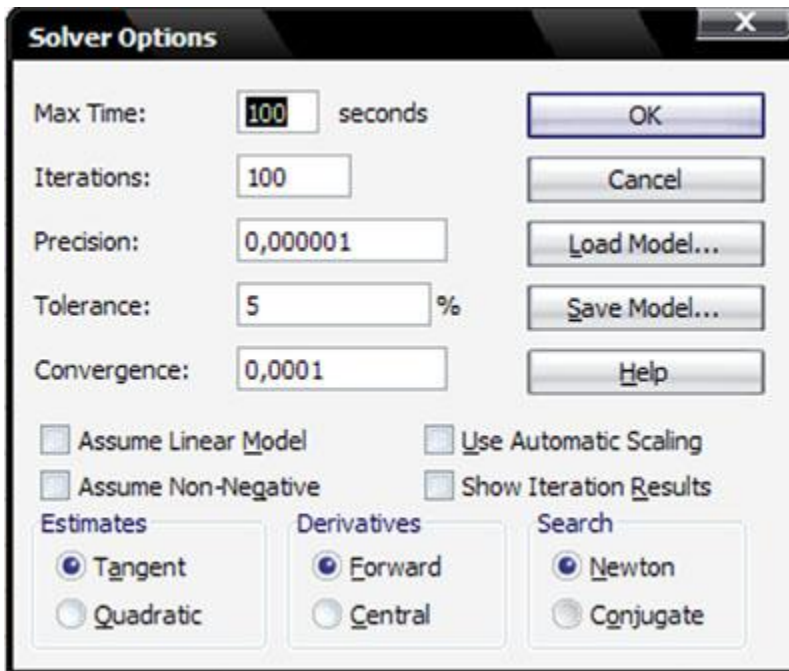 Solver Options
X
Max Time: 100 seconds
OK
Iterations: 100
Cancel
Precision: 0,000001
Load Model...
Tolerance: 5 %
Save Model...
Convergence: 0,0001
Help
Assume Linear Model
Use Automatic Scaling
Assume Non-Negative
Show Iteration Results
Estimates
Tangent
Quadratic
Derivatives
Forward
Central
Search
Newton
Conjugate